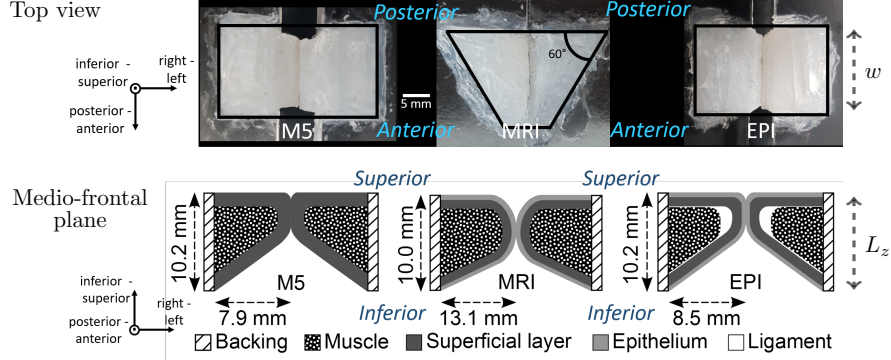 Top view
Posterior
Posterior
inferior -
superior
right -
left
posterior -
anterior
60°
5 mm
w
M5
Anterior
MRI
Anterior
EPI
Medio-frontal
plane
Superior
Superior
10.2 mm
10.0 mm
10.2 mm
Lz
inferior -
superior
right -
left
posterior -
anterior
M5
MRI
EPI
7.9 mm
Inferior
13.1 mm
Inferior
8.5 mm
Backing
Muscle
Superficial layer
Epithelium
Ligament